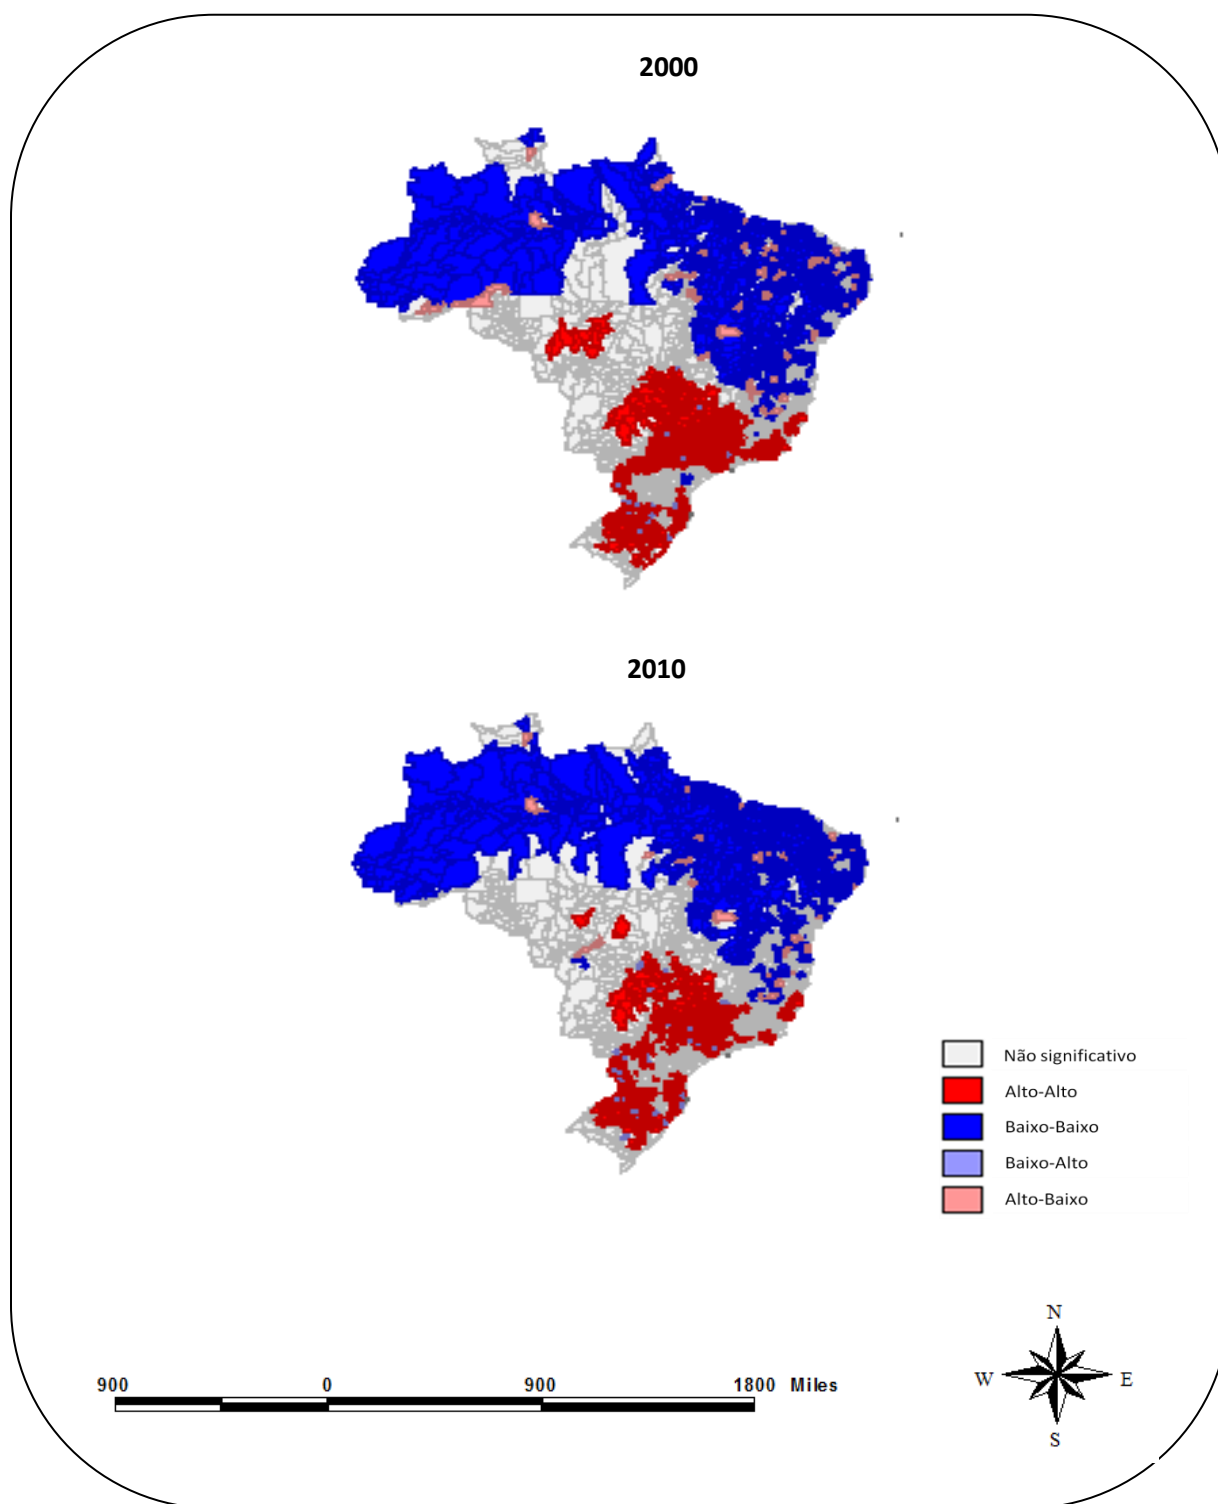 2000
2010
Não significativo
Alto-Alto
Baixo-Baixo
Baixo-Alto
Alto-Baixo
N
W E
S
900 0 900 1800 Miles